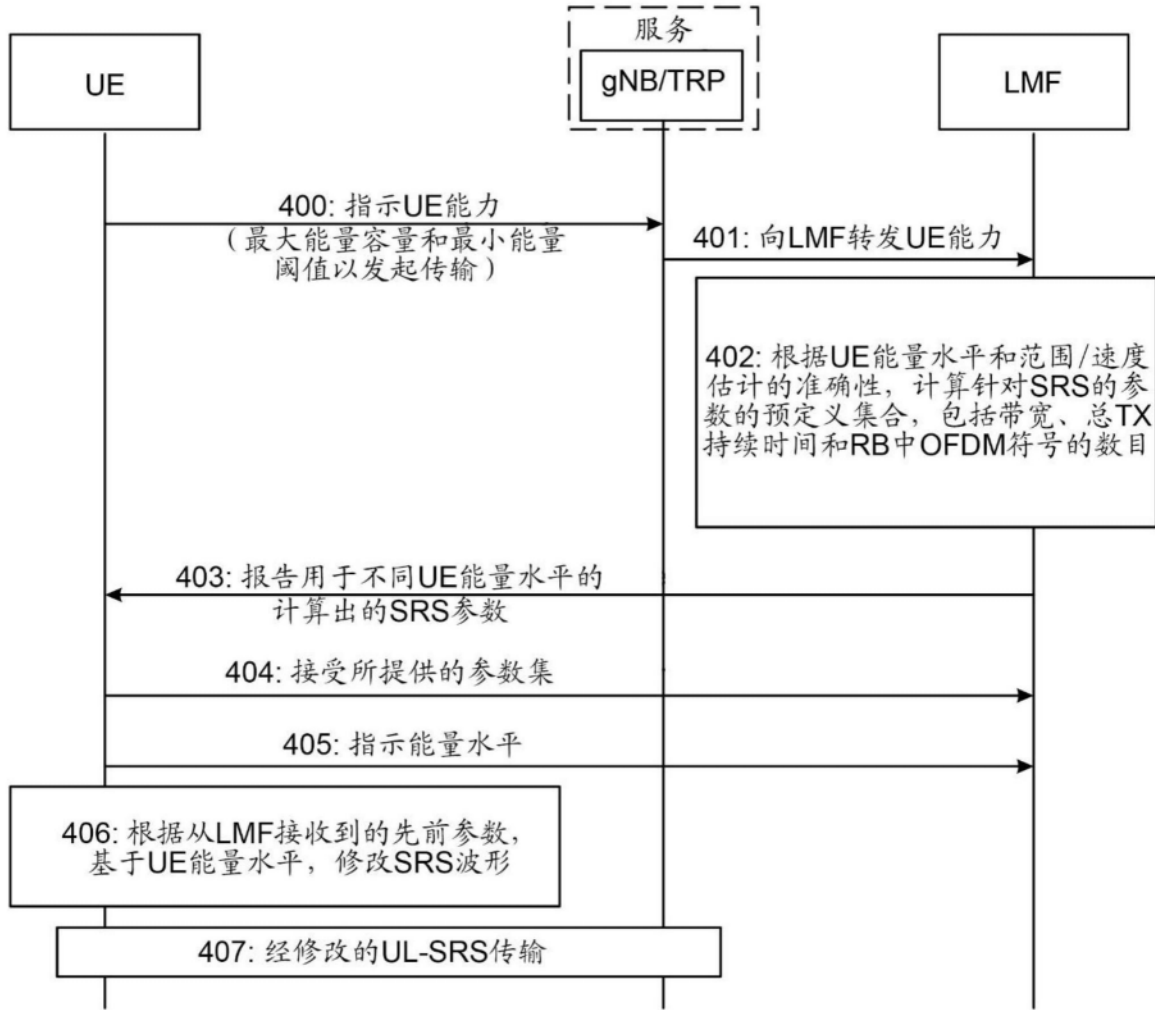 服务
UE
gNB/TRP
LMF
400: 指示UE能力
（最大能量容量和最小能量
阈值以发起传输）
401: 向LMF转发UE能力
402: 根据UE能量水平和范围/速度
估计的准确性，计算针对SRS的参
数的预定义集合，包括带宽、总TX
持续时间和RB中OFDM符号的数目
403: 报告用于不同UE能量水平的
计算出的SRS参数
404: 接受所提供的参数集
405: 指示能量水平
406: 根据从LMF接收到的先前参数，
基于UE能量水平，修改SRS波形
407: 经修改的UL-SRS传输